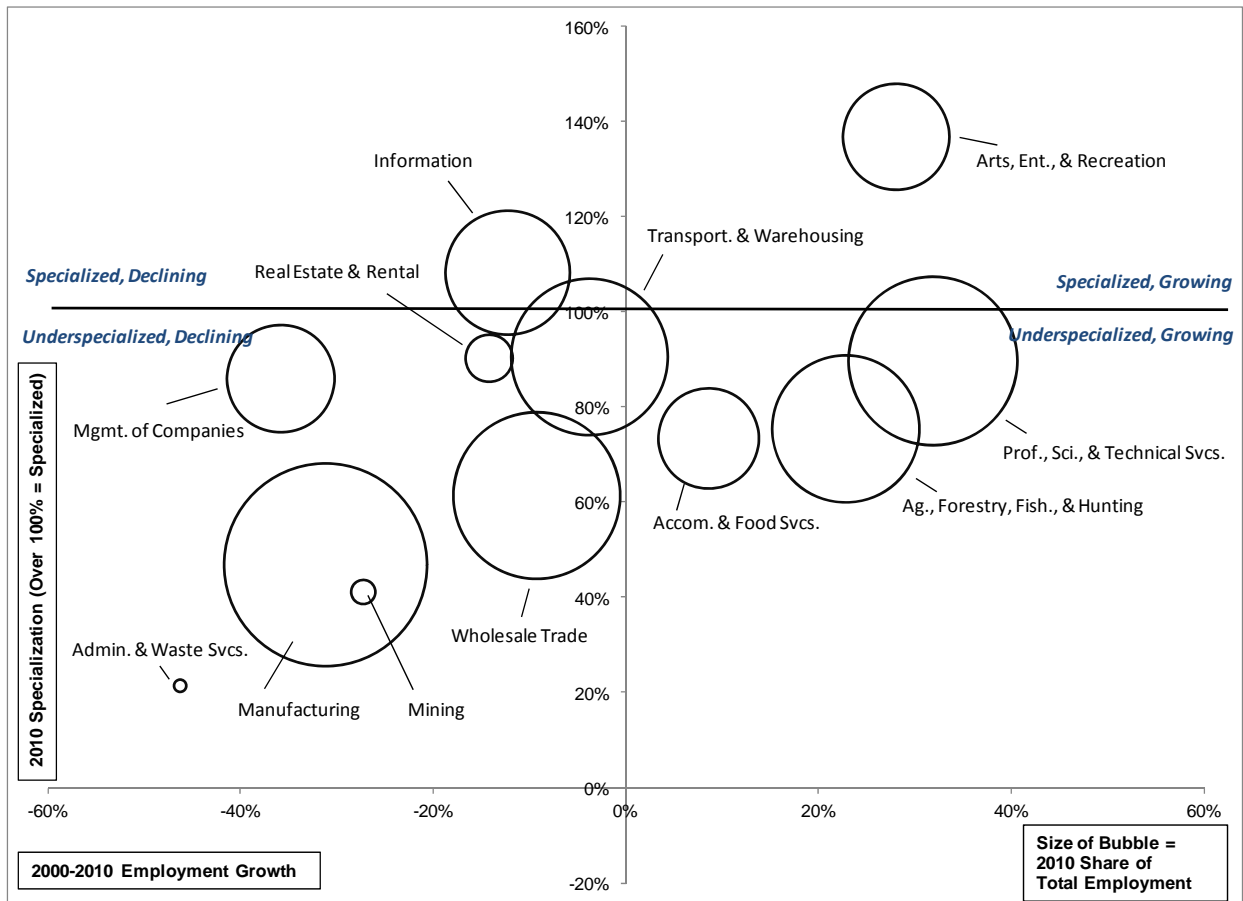 160%
140%
Information
Arts, Ent., & Recreation
120%
Transport. & Warehousing
Real Estate & Rental
Specialized, Declining
Specialized, Growing
100%
Underspecialized, Declining
Underspecialized, Growing
80%
Mgmt. of Companies
Prof., Sci., & Technical Svcs.
Ag., Forestry, Fish., & Hunting
60%
Accom. & Food Svcs.
40%
Wholesale Trade
Admin. & Waste Svcs.
20%
Manufacturing
Mining
2010 Specialization (Over 100% = Specialized)
0%
-60%
-40%
-20%
0%
20%
40%
60%
2000-2010 Employment Growth
Size of Bubble =
2010 Share of
Total Employment
-20%